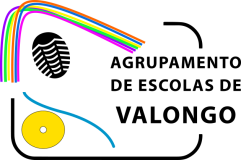 AGRUPAMENTO
DE ESCOLAS DE
VALONGO